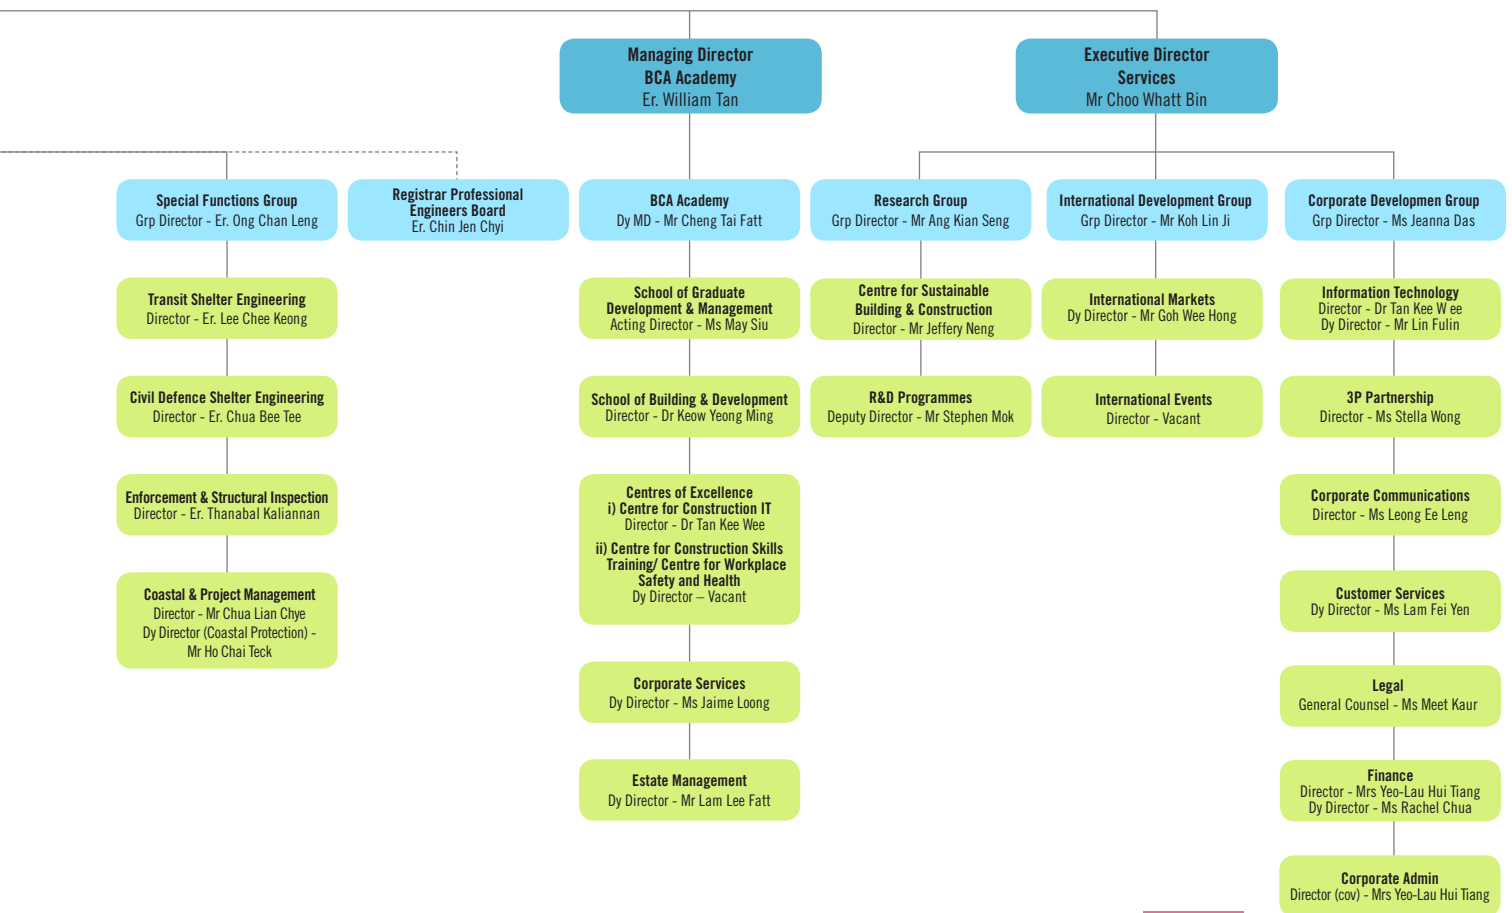 Managing Director
BCA Academy
Er. William Tan
Executive Director
Services
Mr Choo Whatt Bin
Special Functions Group
Grp Director - Er. Ong Chan Leng
Registrar Professional
Engineers Board
Er. Chin Jen Chyi
BCA Academy
Dy MD - Mr Cheng Tai Fatt
Research Group
Grp Director - Mr Ang Kian Seng
International Development Group
Grp Director - Mr Koh Lin Ji
Corporate Developmen Group
Grp Director - Ms Jeanna Das
Transit Shelter Engineering
Director - Er. Lee Chee Keong
Civil Defence Shelter Engineering
Director - Er. Chua Bee Tee
Enforcement & Structural Inspection
Director - Er. Thanabal Kaliannan
Coastal & Project Management
Director - Mr Chua Lian Chye
Dy Director (Coastal Protection) -
Mr Ho Chai Teck
School of Graduate
Development & Management
Acting Director - Ms May Siu
School of Building & Development
Director - Dr Keow Yeong Ming
Centres of Excellence
i) Centre for Construction IT
Director - Dr Tan Kee Wee
ii) Centre for Construction Skills
Training/ Centre for Workplace
Safety and Health
Dy Director – Vacant
Corporate Services
Dy Director - Ms Jaime Loong
Estate Management
Dy Director - Mr Lam Lee Fatt
Centre for Sustainable
Building & Construction
Director - Mr Jeffery Neng
R&D Programmes
Deputy Director - Mr Stephen Mok
International Markets
Dy Director - Mr Goh Wee Hong
International Events
Director - Vacant
Information Technology
Director - Dr Tan Kee W ee
Dy Director - Mr Lin Fulin
3P Partnership
Director - Ms Stella Wong
Corporate Communications
Director - Ms Leong Ee Leng
Customer Services
Dy Director - Ms Lam Fei Yen
Legal
General Counsel - Ms Meet Kaur
Finance
Director - Mrs Yeo-Lau Hui Tiang
Dy Director - Ms Rachel Chua
Corporate Admin
Director (cov) - Mrs Yeo-Lau Hui Tiang